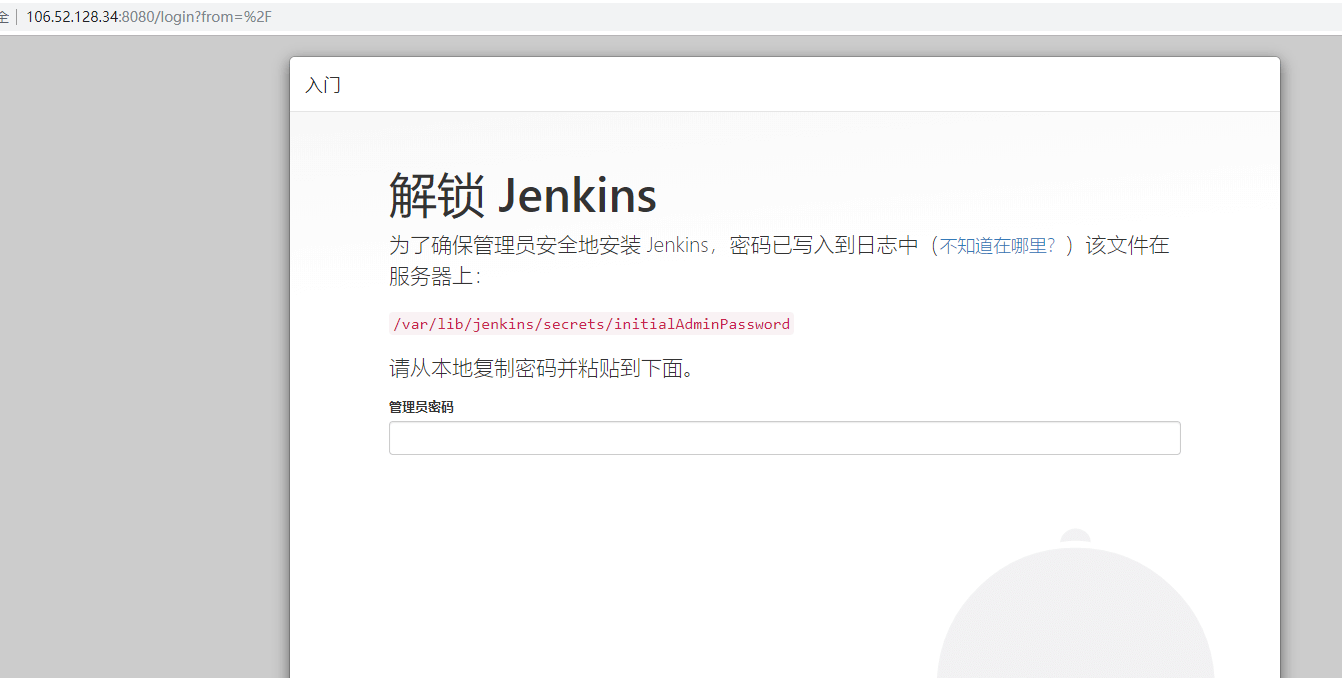 全 106.52.128.34:8080/login?from=%2F
入门
解锁 Jenkins
为了确保管理员安全地安装 Jenkins，密码已写入到日志中（不知道在哪里？）该文件在
服务器上：
/var/lib/jenkins/secrets/initialAdminPassword
请从本地复制密码并粘贴到下面。
管理员密码